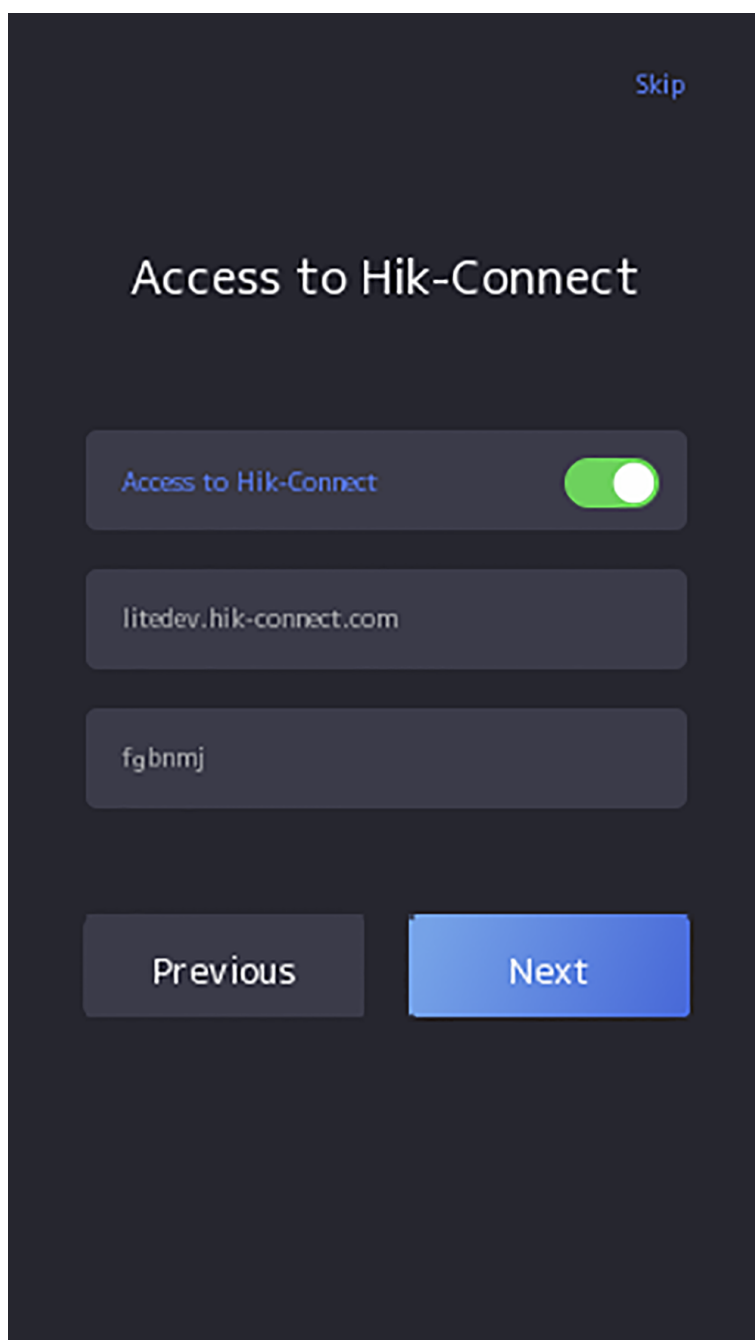 Skip
Access to Hik-Connect
Access to Hik-Connect
litedev.hik-connect.com
fgbnmj
Previous
Next